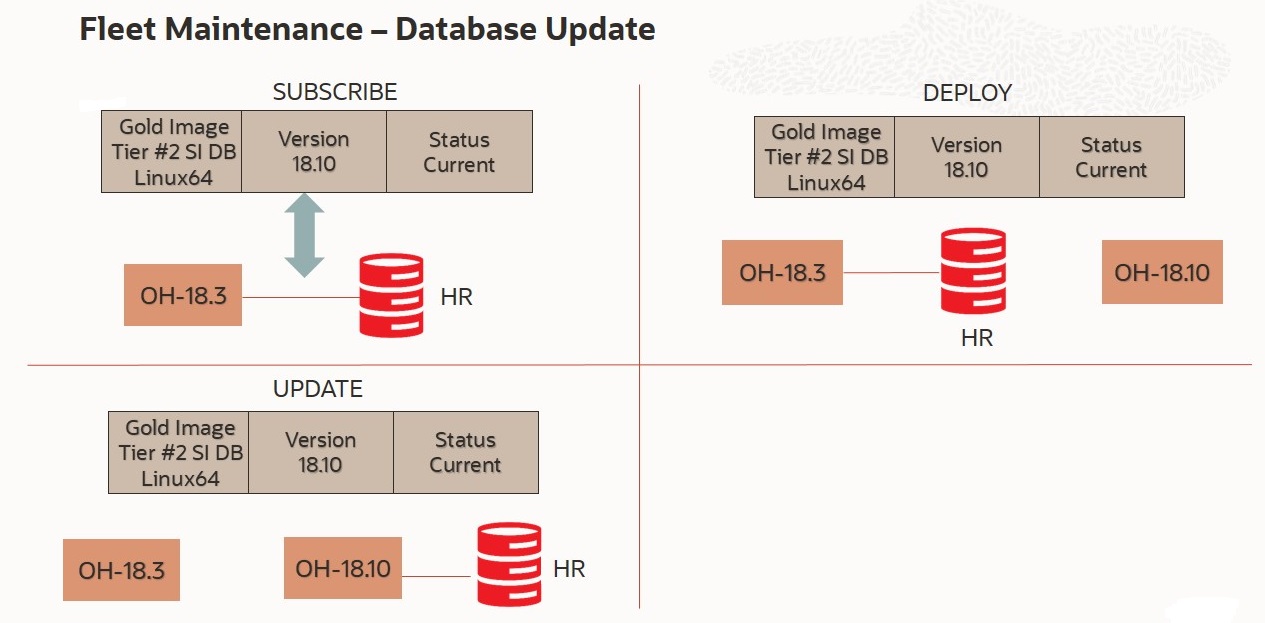 Fleet Maintenance – Database Update
SUBSCRIBE
Gold Image
Tier #2 SI DB
Linux64
Version
18.10
Status
Current
OH-18.3
HR
DEPLOY
Gold Image
Tier #2 SI DB
Linux64
Version
18.10
Status
Current
OH-18.3
HR
OH-18.10
UPDATE
Gold Image
Tier #2 SI DB
Linux64
Version
18.10
Status
Current
OH-18.3
OH-18.10
HR